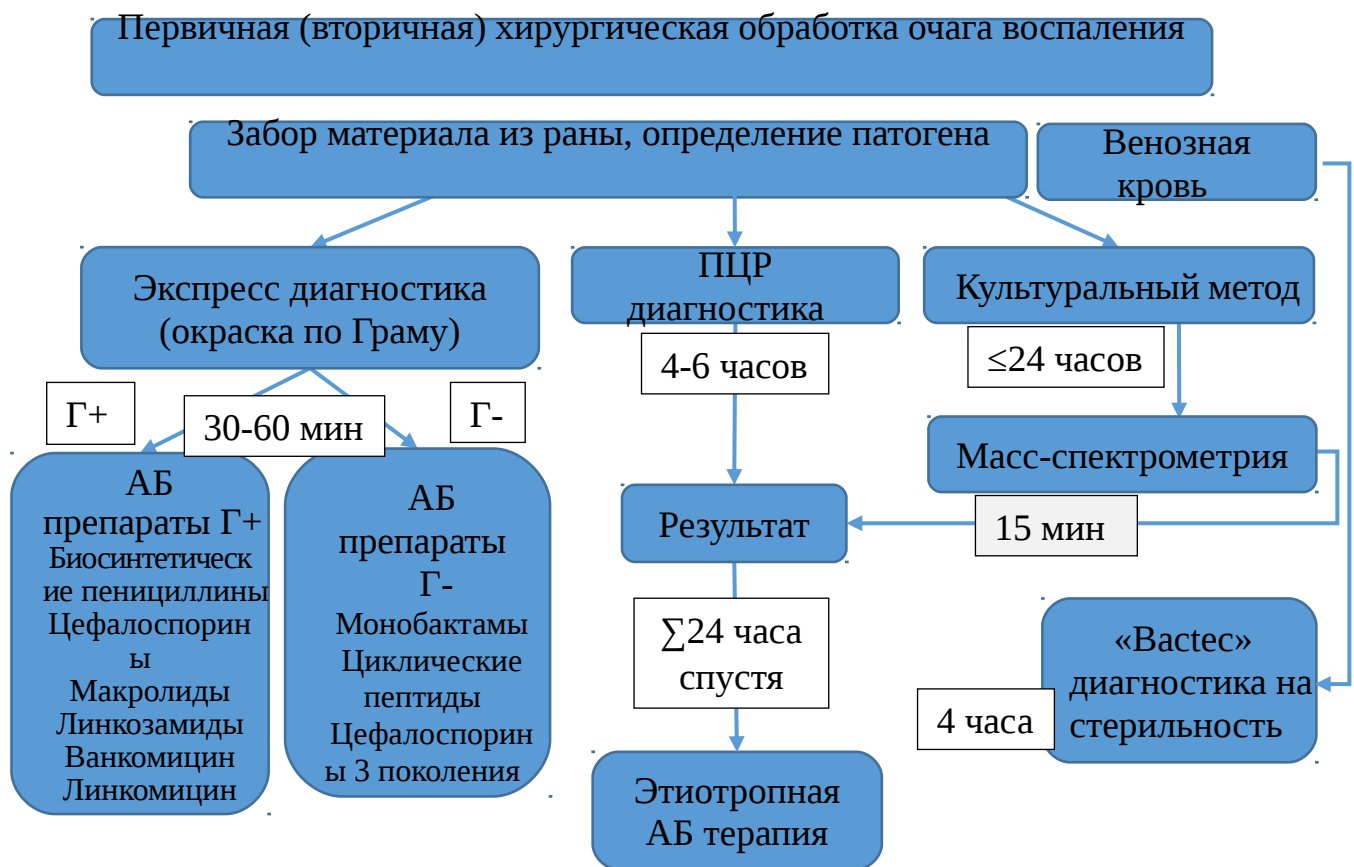 Первичная (вторичная) хирургическая обработка очага воспаления
Забор материала из раны, определение патогена
Венозная
кровь
Экспресс диагностика
(окраска по Граму)
ПЦР
диагностика
Культуральный метод
4-6 часов
≤24 часов
Г+
30-60 мин
Г-
АБ
препараты Г+
Биосинтетическ
ие пенициллины
Цефалоспорин
ы
Макролиды
Линкозамиды
Ванкомицин
Линкомицин
АБ
препараты
Г-
Монобактамы
Циклические
пептиды
Цефалоспорин
ы 3 поколения
Масс-спектрометрия
Результат
15 мин
∑24 часа
спустя
«Bactec»
диагностика на
стерильность
4 часа
Этиотропная
АБ терапия